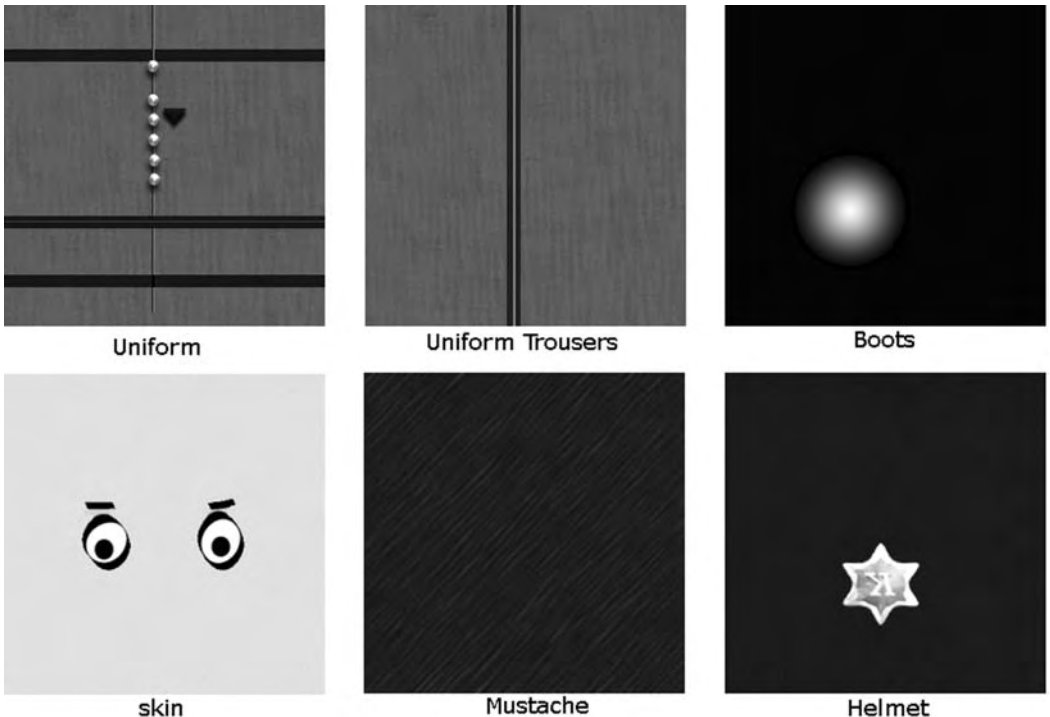 Uniform
Uniform Trousers
Boots
K
skin
Mustache
Helmet